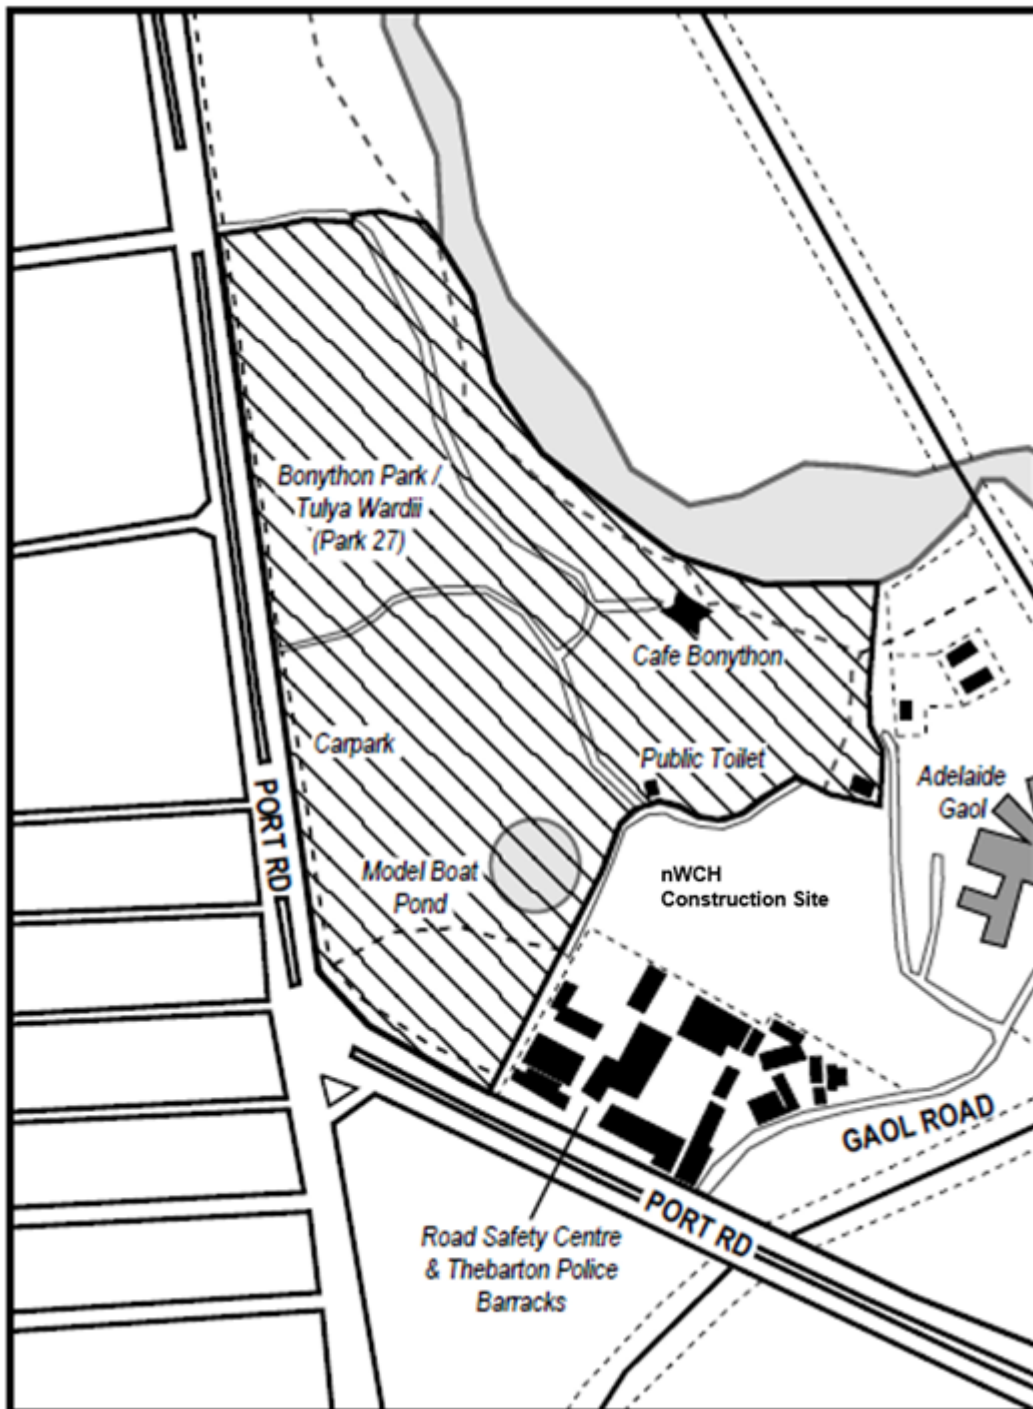 Bonython Park /
Tulya Wardii
(Park 27)
Cafe Bonython
Carpark
Public Toilet
Adelaide
Gaol
PORT RD
Model Boat
Pond
nWCH
Construction Site
GAOL ROAD
PORT RD
Road Safety Centre
& Thebarton Police
Barracks